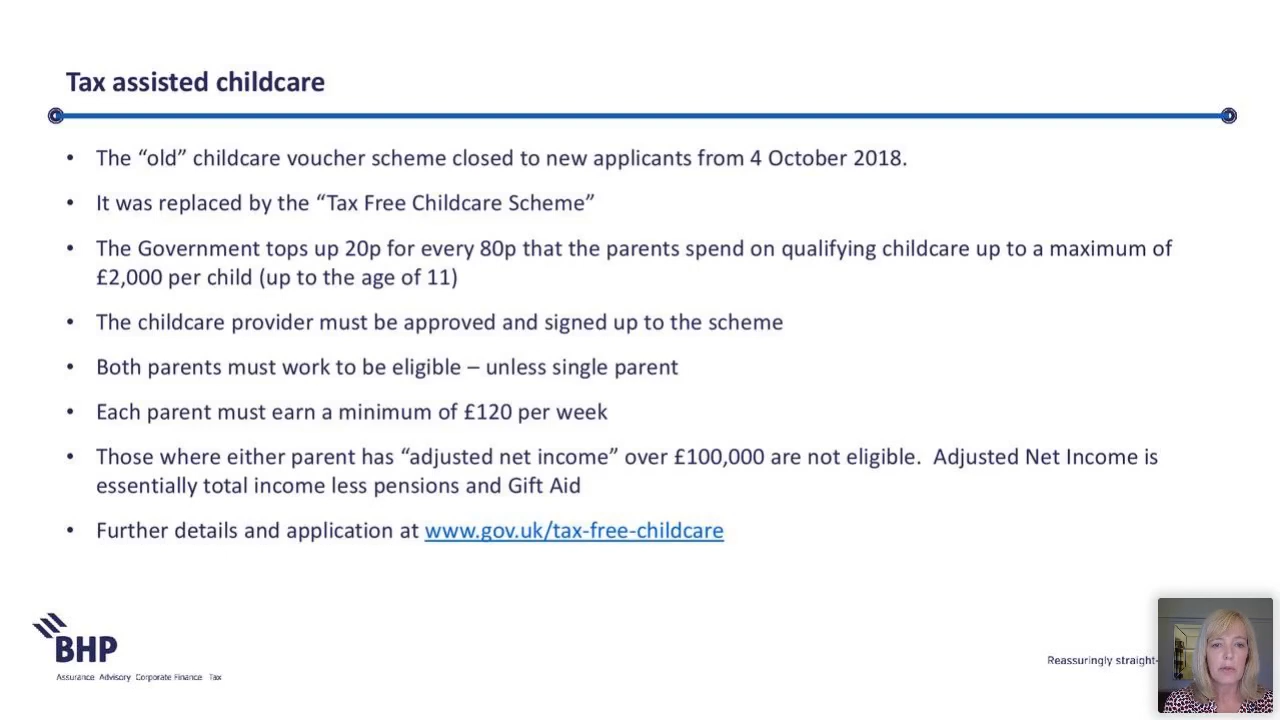 Tax assisted childcare
• The “old” childcare voucher scheme closed to new applicants from 4 October 2018.
• It was replaced by the “Tax Free Childcare Scheme”
• The Government tops up 20p for every 80p that the parents spend on qualifying childcare up to a maximum of
£2,000 per child (up to the age of 11)
• The childcare provider must be approved and signed up to the scheme
• Both parents must work to be eligible – unless single parent
• Each parent must earn a minimum of £120 per week
• Those where either parent has “adjusted net income” over £100,000 are not eligible.  Adjusted Net Income is
essentially total income less pensions and Gift Aid
• Further details and application at www.gov.uk/tax-free-childcare
BHP
Assurance Advisory Corporate Finance Tax
Reassuringly straight-